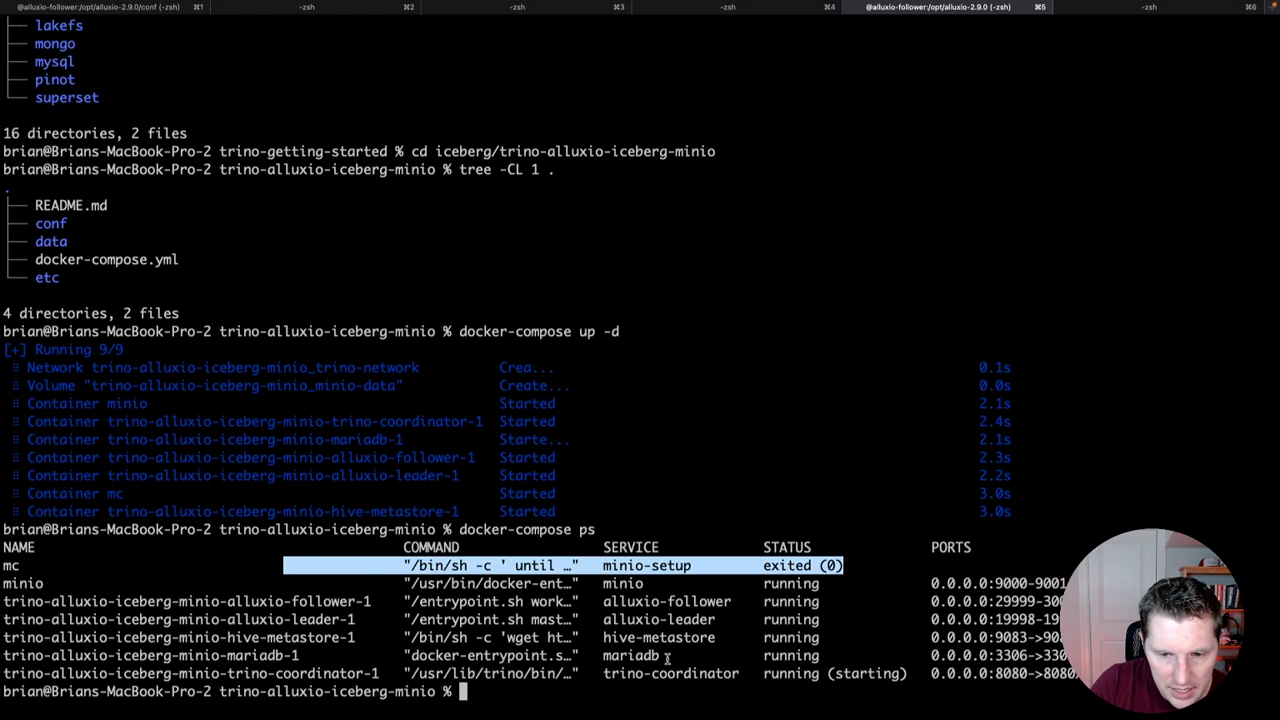 @alluxio-follower:/opt/alluxio-2.9.0/conf (-zsh) ⌘1 -zsh ⌘2 -zsh ⌘3 -zsh ⌘4 @alluxio-follower:/opt/alluxio-2.9.0 (-zsh) ⌘5 -zsh ⌘6
lakefs
mongo
mysql
pinot
superset
16 directories, 2 files
brian@Brians-MacBook-Pro-2 trino-getting-started % cd iceberg/trino-alluxio-iceberg-minio
brian@Brians-MacBook-Pro-2 trino-alluxio-iceberg-minio % tree -CL 1 .
.
README.md
conf
data
docker-compose.yml
etc
4 directories, 2 files
brian@Brians-MacBook-Pro-2 trino-alluxio-iceberg-minio % docker-compose up -d
[+] Running 9/9
⠿ Network trino-alluxio-iceberg-minio_trino-network Crea... 0.1s
⠿ Volume "trino-alluxio-iceberg-minio_minio-data" Create... 0.0s
⠿ Container minio Started 2.1s
⠿ Container trino-alluxio-iceberg-minio-trino-coordinator-1 Started 2.4s
⠿ Container trino-alluxio-iceberg-minio-mariadb-1 Starte... 2.1s
⠿ Container trino-alluxio-iceberg-minio-alluxio-follower-1 Started 2.3s
⠿ Container trino-alluxio-iceberg-minio-alluxio-leader-1 Started 2.2s
⠿ Container mc Started 3.0s
⠿ Container trino-alluxio-iceberg-minio-hive-metastore-1 Started 3.0s
brian@Brians-MacBook-Pro-2 trino-alluxio-iceberg-minio % docker-compose ps
NAME COMMAND SERVICE STATUS PORTS
mc "/bin/sh -c ' until …" minio-setup exited (0)
minio "/usr/bin/docker-ent…" minio running 0.0.0.0:9000-9001
trino-alluxio-iceberg-minio-alluxio-follower-1 "/entrypoint.sh work…" alluxio-follower running 0.0.0.0:29999-300
trino-alluxio-iceberg-minio-alluxio-leader-1 "/entrypoint.sh mast…" alluxio-leader running 0.0.0.0:19998-199
trino-alluxio-iceberg-minio-hive-metastore-1 "/bin/sh -c 'wget ht…" hive-metastore running 0.0.0.0:9083->908
trino-alluxio-iceberg-minio-mariadb-1 "docker-entrypoint.s…" mariadb running 0.0.0.0:3306->330
trino-alluxio-iceberg-minio-trino-coordinator-1 "/usr/lib/trino/bin/…" trino-coordinator running (starting) 0.0.0.0:8080->8080
brian@Brians-MacBook-Pro-2 trino-alluxio-iceberg-minio %